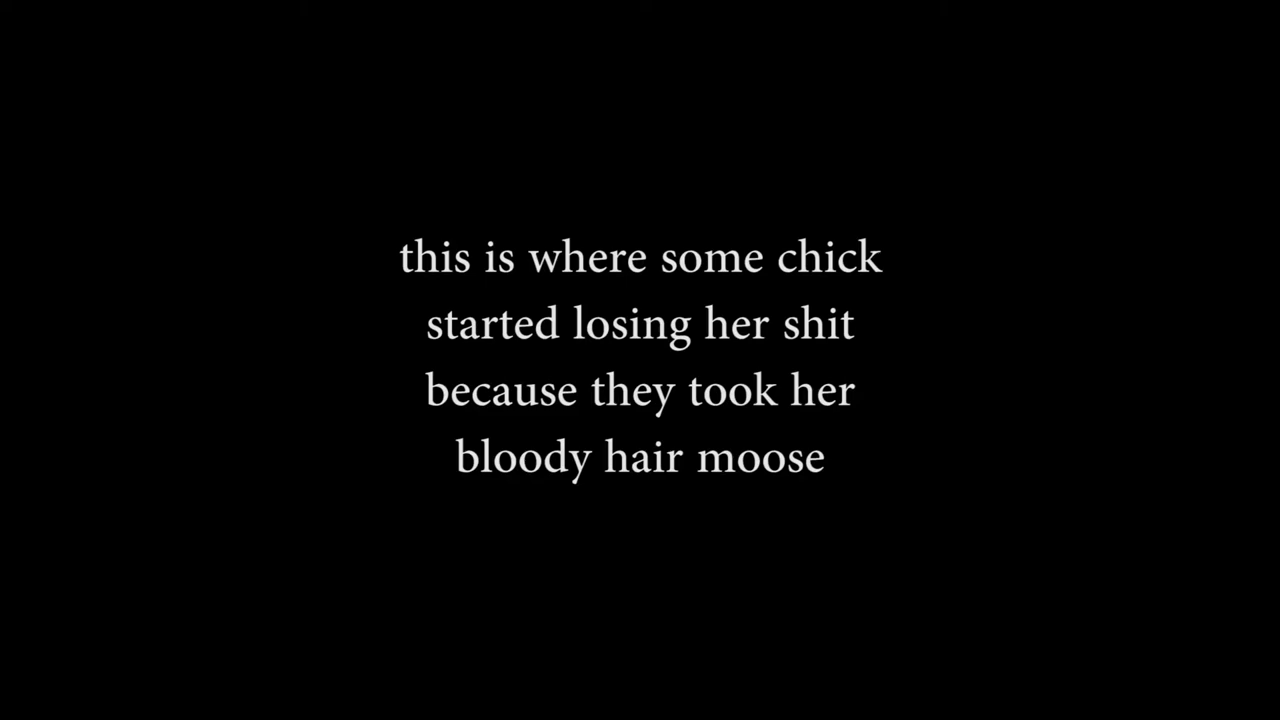 this is where some chick
started losing her shit
because they took her
bloody hair moose